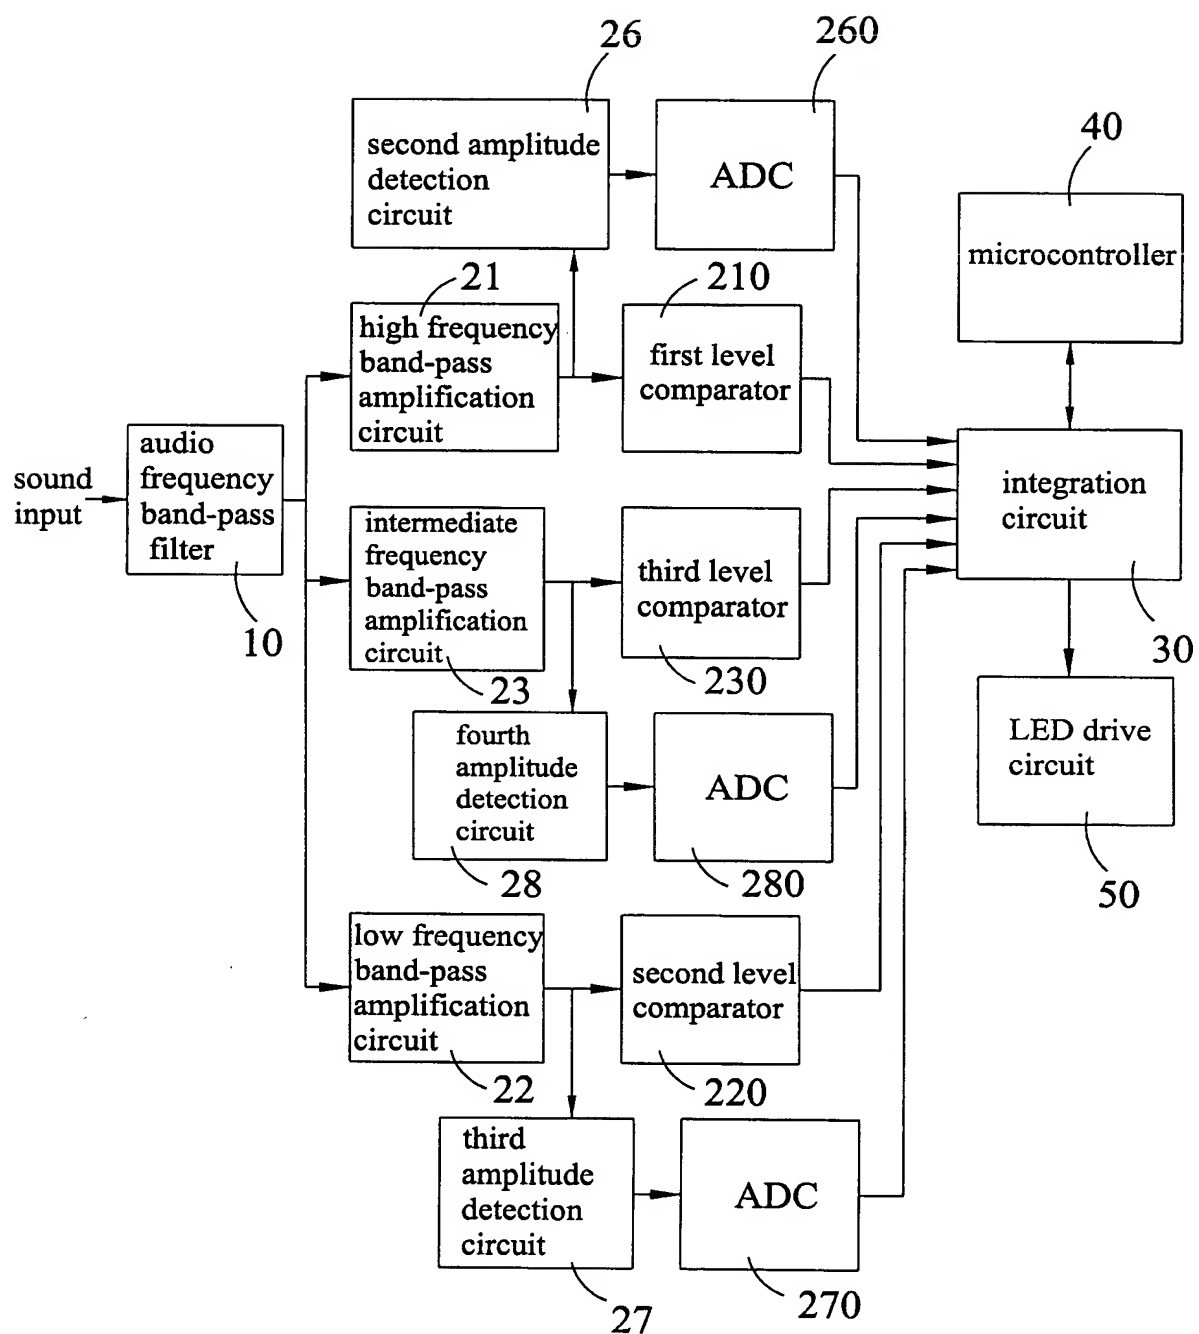 26
260
second amplitude
detection
circuit
ADC
40
microcontroller
21
210
high frequency
band-pass
amplification
circuit
first level
comparator
sound
input
audio
frequency
band-pass
filter
10
integration
circuit
30
intermediate
frequency
band-pass
amplification
circuit
23
third level
comparator
230
fourth
amplitude
detection
circuit
28
ADC
280
LED drive
circuit
50
low frequency
band-pass
amplification
circuit
22
second level
comparator
220
third
amplitude
detection
circuit
27
ADC
270